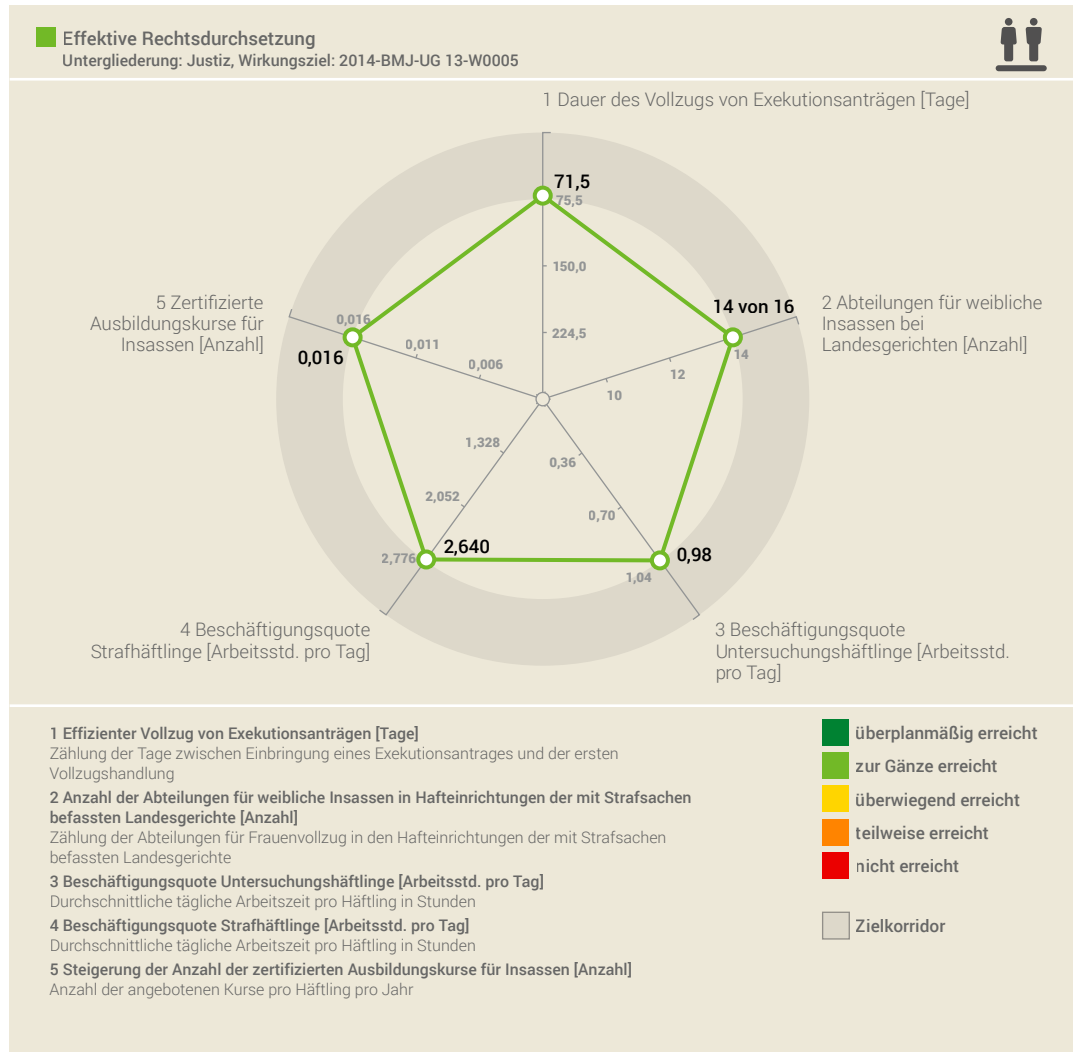 Effektive Rechtsdurchsetzung
Untergliederung: Justiz, Wirkungsziel: 2014-BMJ-UG 13-W0005
1 Dauer des Vollzugs von Exekutionsanträgen [Tage]
71,5
75,5
150,0
224,5
14 von 16
2 Abteilungen für weibliche
Insassen bei
Landesgerichten [Anzahl]
14
12
10
5 Zertifizierte
Ausbildungskurse für
Insassen [Anzahl]
0,016
0,016
0,011
0,006
1,328
2,052
2,776
2,640
0,36
0,70
1,04
0,98
4 Beschäftigungsquote
Strafhäftlinge [Arbeitsstd. pro Tag]
3 Beschäftigungsquote
Untersuchungshäftlinge [Arbeitsstd.
pro Tag]
1 Effizienter Vollzug von Exekutionsanträgen [Tage]
Zählung der Tage zwischen Einbringung eines Exekutionsantrages und der ersten
Vollzugshandlung
2 Anzahl der Abteilungen für weibliche Insassen in Hafteinrichtungen der mit Strafsachen
befassten Landesgerichte [Anzahl]
Zählung der Abteilungen für Frauenvollzug in den Hafteinrichtungen der mit Strafsachen
befassten Landesgerichte
3 Beschäftigungsquote Untersuchungshäftlinge [Arbeitsstd. pro Tag]
Durchschnittliche tägliche Arbeitszeit pro Häftling in Stunden
4 Beschäftigungsquote Strafhäftlinge [Arbeitsstd. pro Tag]
Durchschnittliche tägliche Arbeitszeit pro Häftling in Stunden
5 Steigerung der Anzahl der zertifizierten Ausbildungskurse für Insassen [Anzahl]
Anzahl der angebotenen Kurse pro Häftling pro Jahr
überplanmäßig erreicht
zur Gänze erreicht
überwiegend erreicht
teilweise erreicht
nicht erreicht
Zielkorridor